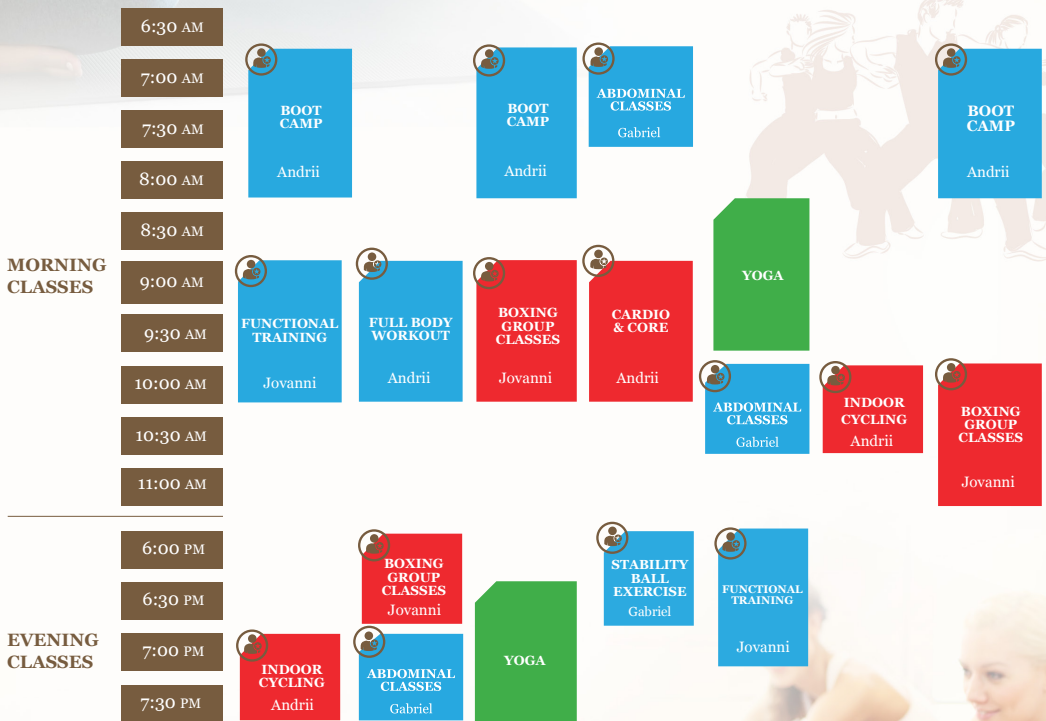 6:30 AM
7:00 AM
7:30 AM
8:00 AM
8:30 AM
9:00 AM
9:30 AM
10:00 AM
10:30 AM
11:00 AM
MORNING
CLASSES
BOOT
CAMP
Andrii
BOOT
CAMP
Andrii
ABDOMINAL
CLASSES
Gabriel
BOOT
CAMP
Andrii
YOGA
FUNCTIONAL
TRAINING
Jovanni
FULL BODY
WORKOUT
Andrii
BOXING
GROUP
CLASSES
Jovanni
CARDIO
& CORE
Andrii
ABDOMINAL
CLASSES
Gabriel
INDOOR
CYCLING
Andrii
BOXING
GROUP
CLASSES
Jovanni
6:00 PM
6:30 PM
7:00 PM
7:30 PM
EVENING
CLASSES
BOXING
GROUP
CLASSES
Jovanni
STABILITY
BALL
EXERCISE
Gabriel
FUNCTIONAL
TRAINING
Jovanni
INDOOR
CYCLING
Andrii
ABDOMINAL
CLASSES
Gabriel
YOGA